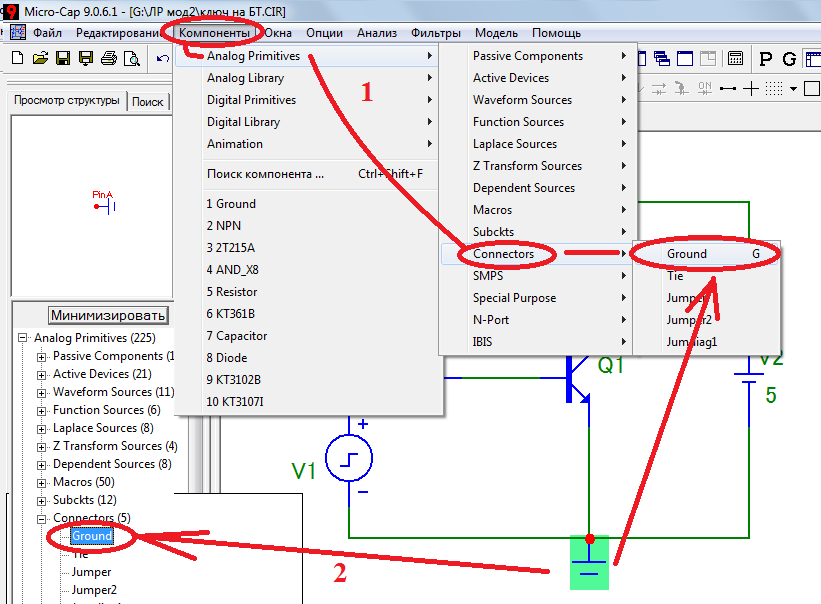 Micro-Cap 9.0.6.1 - [G:\ЛР мод2\ключ на БТ.CIR]
Файл Редактировани Компоненты Окна Опции Анализ Фильтры Модель Помощь
P G
ON
Просмотр структуры Поиск
PinA
Минимизировать
Analog Primitives (225)
Passive Components (1
Active Devices (21)
Waveform Sources (11)
Function Sources (6)
Laplace Sources (8)
Z Transform Sources (4)
Dependent Sources (8)
Macros (50)
Subckts (12)
Connectors (5)
Ground
Tie
Jumper
Jumper2
Analog Primitives
Analog Library
Digital Primitives
Digital Library
Animation
Поиск компонента ... Ctrl+Shift+F
1 Ground
2 NPN
3 2T215A
4 AND_X8
5 Resistor
6 KT361B
7 Capacitor
8 Diode
9 KT3102B
10 KT3107I
Passive Components
Active Devices
Waveform Sources
Function Sources
Laplace Sources
Z Transform Sources
Dependent Sources
Macros
Subckts
Connectors
SMPS
Special Purpose
N-Port
IBIS
Ground G
Tie
Jumper
Jumper2
Jumdiag1
1
2
Q1
V2
5
V1
+
−